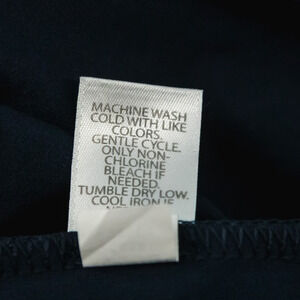 MACHINE WASH
COLD WITH LIKE
COLORS.
GENTLE CYCLE.
ONLY NON-
CHLORINE
BLEACH IF
NEEDED.
TUMBLE DRY LOW.
COOL IRON IF